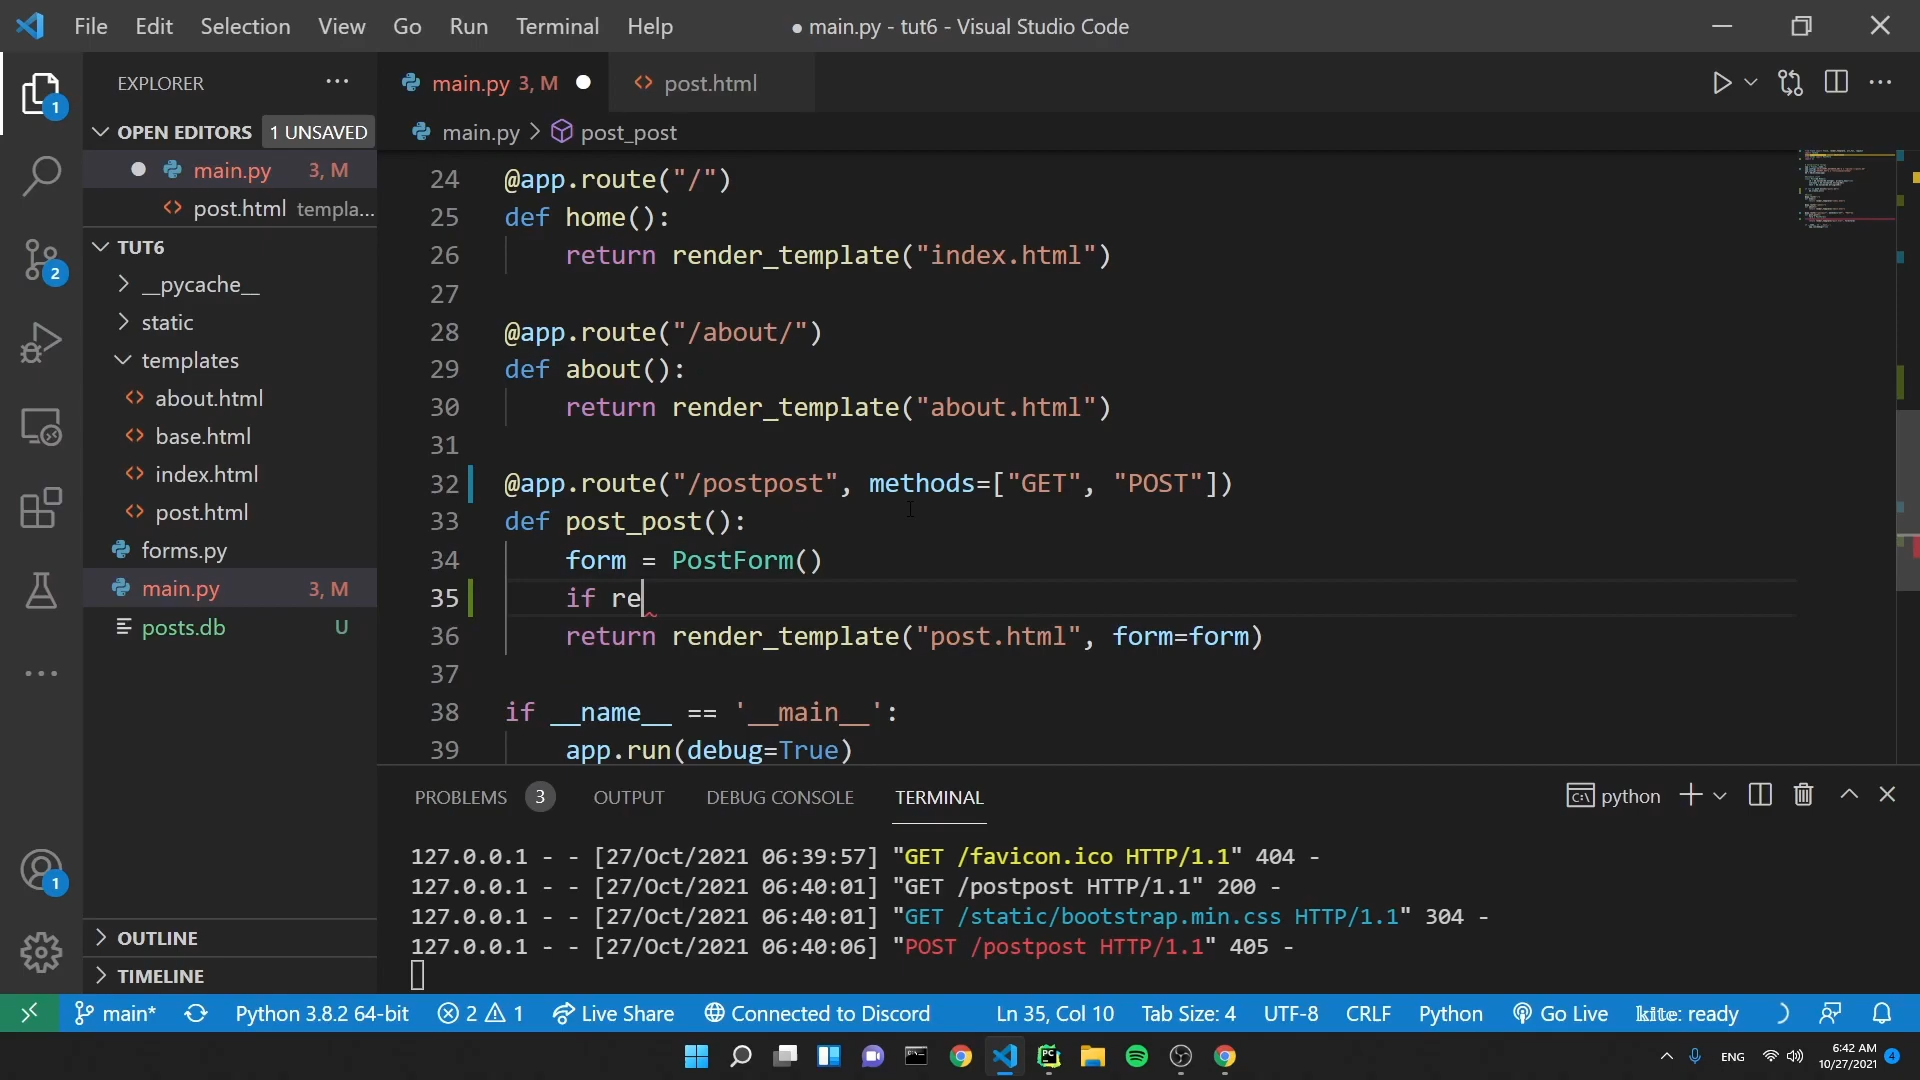 File Edit Selection View Go Run Terminal Help
● main.py - tut6 - Visual Studio Code
EXPLORER
OPEN EDITORS 1 UNSAVED
main.py 3, M
post.html templa...
TUT6
__pycache__
static
templates
about.html
base.html
index.html
post.html
forms.py
main.py 3, M
posts.db U
OUTLINE
TIMELINE
1
2
1
main.py 3, M
post.html
main.py > post_post
24 @app.route("/")
25 def home():
26 return render_template("index.html")
27
28 @app.route("/about/")
29 def about():
30 return render_template("about.html")
31
32 @app.route("/postpost", methods=["GET", "POST"])
33 def post_post():
34 form = PostForm()
35 if re
36 return render_template("post.html", form=form)
37
38 if __name__ == '__main__':
39 app.run(debug=True)
PROBLEMS 3 OUTPUT DEBUG CONSOLE TERMINAL
python
127.0.0.1 - - [27/Oct/2021 06:39:57] "GET /favicon.ico HTTP/1.1" 404 -
127.0.0.1 - - [27/Oct/2021 06:40:01] "GET /postpost HTTP/1.1" 200 -
127.0.0.1 - - [27/Oct/2021 06:40:01] "GET /static/bootstrap.min.css HTTP/1.1" 304 -
127.0.0.1 - - [27/Oct/2021 06:40:06] "POST /postpost HTTP/1.1" 405 -
main* Python 3.8.2 64-bit 2 1 Live Share Connected to Discord Ln 35, Col 10 Tab Size: 4 UTF-8 CRLF Python Go Live kite: ready
ENG
6:42 AM
10/27/2021
4